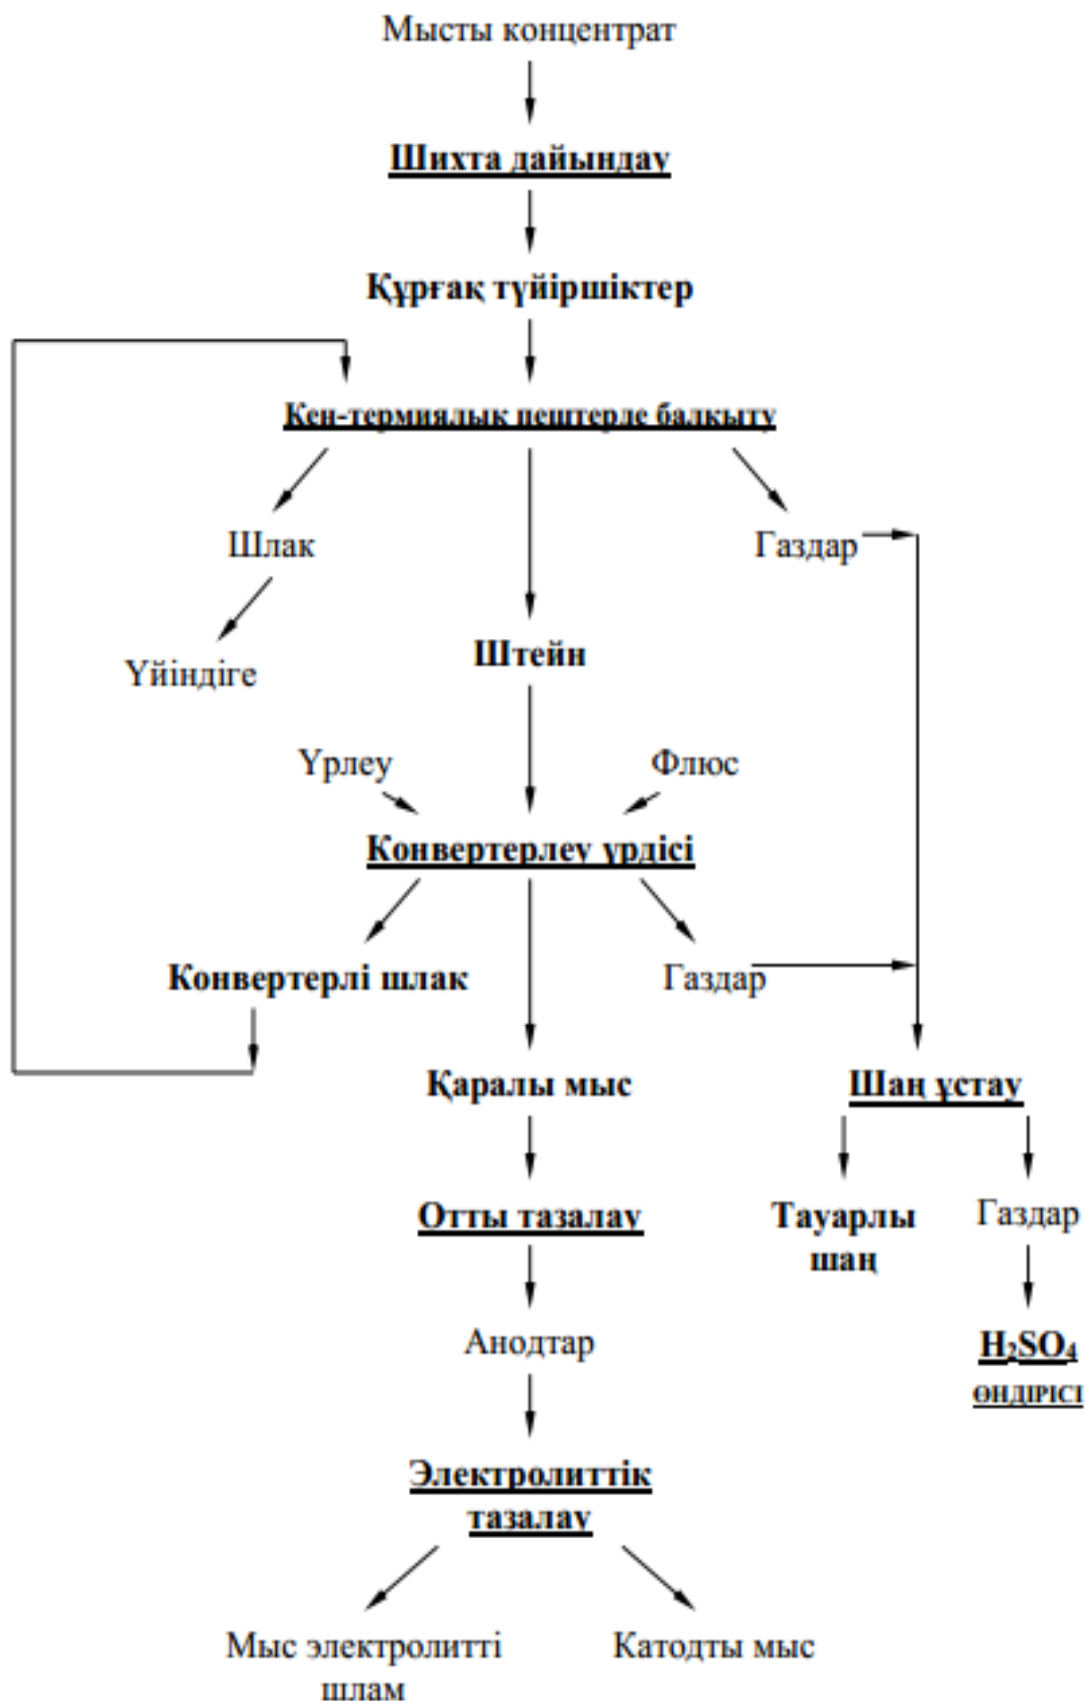 Мысты концентрат
Шихта дайындау
Құрғақ түйіршіктер
Кен-термиялық пештерде балқыту
Шлак
Газдар
Үйіндіге
Штейн
Үрлеу
Флюс
Конвертерлеу үрдісі
Конвертерлі шлак
Газдар
Қаралы мыс
Шаң ұстау
Отты тазалау
Тауарлы
шаң
Газдар
Анодтар
H₂SO₄
өндірісі
Электролиттік
тазалау
Мыс электролитті
шлам
Катодты мыс